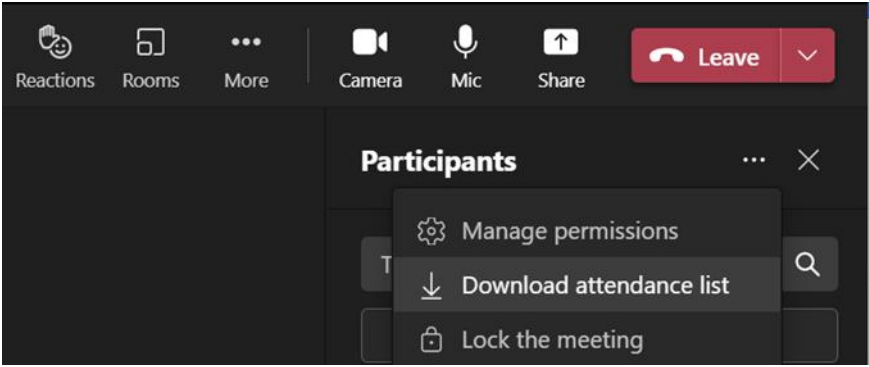 Reactions Rooms More Camera Mic Share Leave
Participants
Manage permissions
T
Download attendance list
Lock the meeting